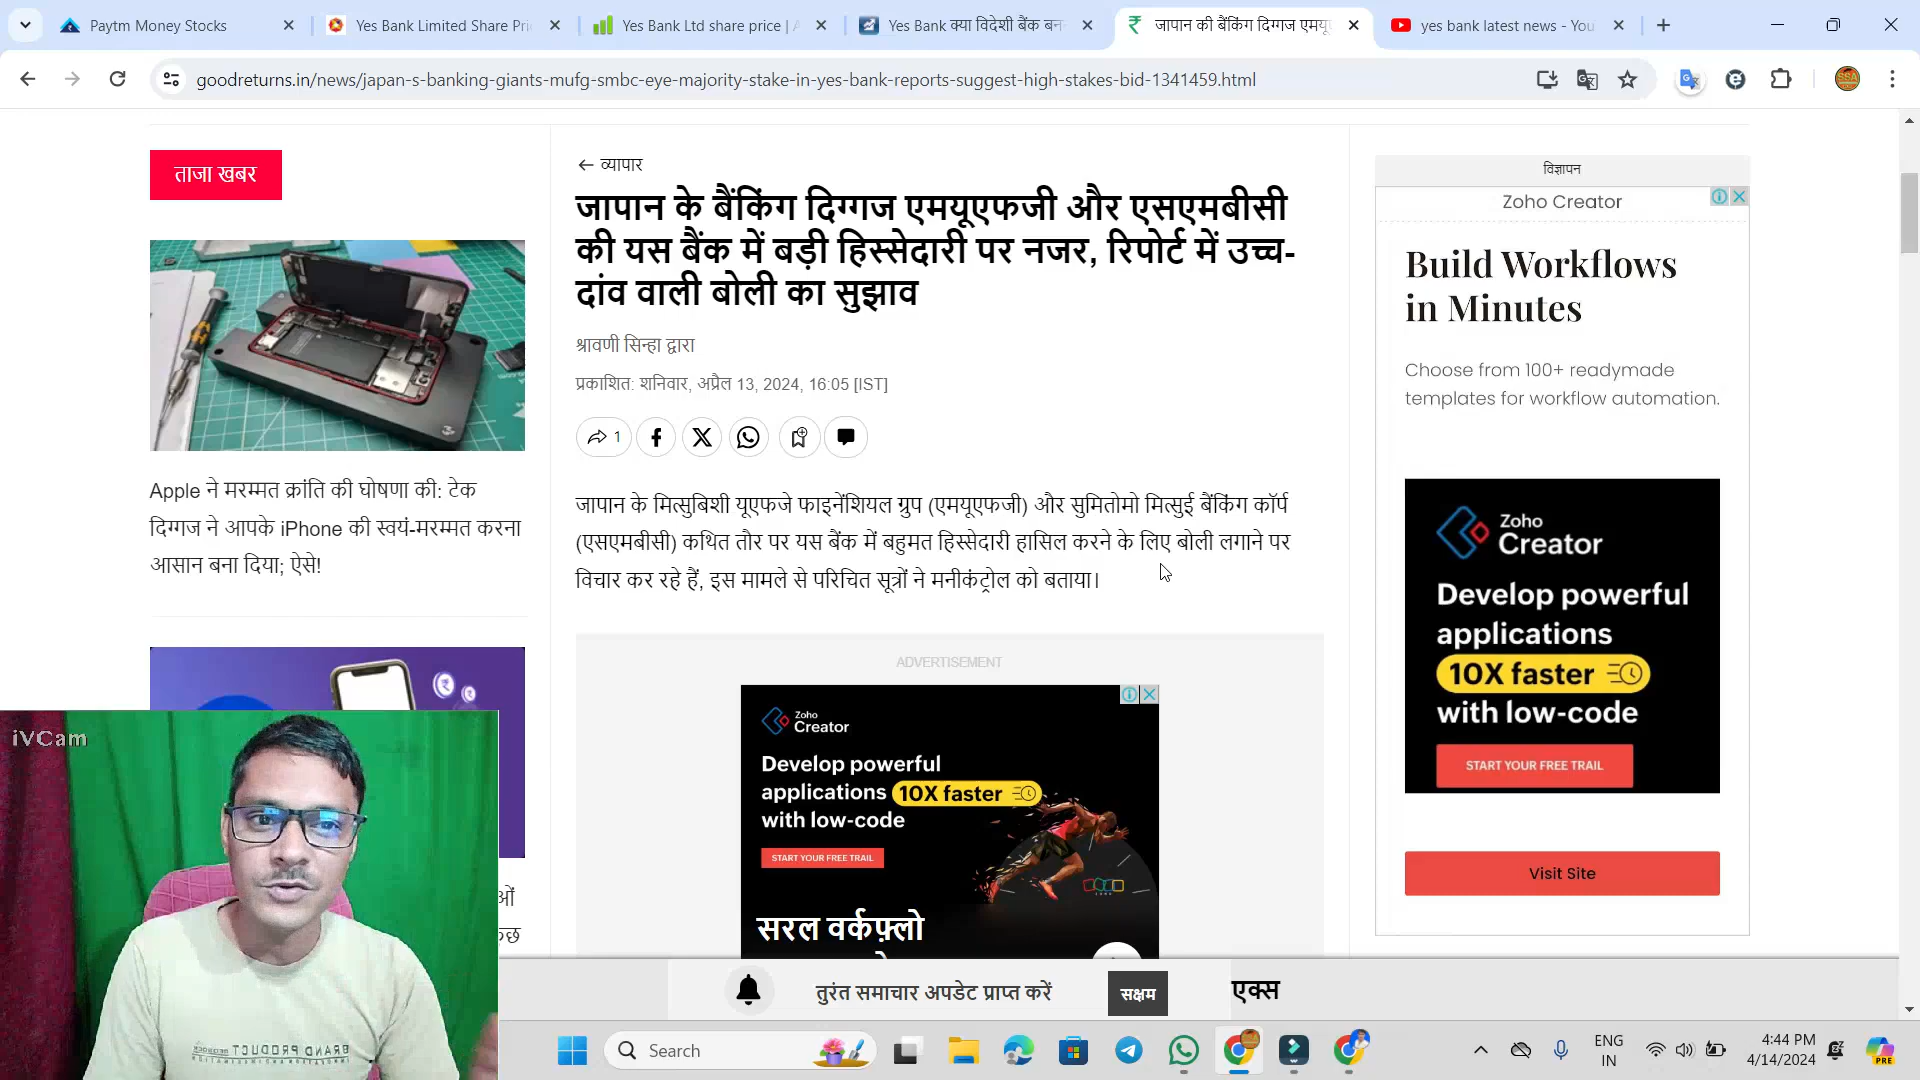 Paytm Money Stocks
Yes Bank Limited Share Pri
Yes Bank Ltd share price | A
Yes Bank क्या विदेशी बैंक बन
जापान की बैंकिंग दिग्गज एमयू
yes bank latest news - You
goodreturns.in/news/japan-s-banking-giants-mufg-smbc-eye-majority-stake-in-yes-bank-reports-suggest-high-stakes-bid-1341459.html
ताजा खबर
Apple ने मरम्मत क्रांति की घोषणा की: टेक
दिग्गज ने आपके iPhone की स्वयं-मरम्मत करना
आसान बना दिया; ऐसे!
← व्यापार
जापान के बैंकिंग दिग्गज एमयूएफजी और एसएमबीसी
की यस बैंक में बड़ी हिस्सेदारी पर नजर, रिपोर्ट में उच्च-
दांव वाली बोली का सुझाव
श्रावणी सिन्हा द्वारा
प्रकाशित: शनिवार, अप्रैल 13, 2024, 16:05 [IST]
1
जापान के मित्सुबिशी यूएफजे फाइनेंशियल ग्रुप (एमयूएफजी) और सुमितोमो मित्सुई बैंकिंग कॉर्प
(एसएमबीसी) कथित तौर पर यस बैंक में बहुमत हिस्सेदारी हासिल करने के लिए बोली लगाने पर
विचार कर रहे हैं, इस मामले से परिचित सूत्रों ने मनीकंट्रोल को बताया।
ADVERTISEMENT
Zoho
Creator
Develop powerful
applications 10X faster
with low-code
START YOUR FREE TRAIL
सरल वर्कफ़्लो
विज्ञापन
Zoho Creator
Build Workflows
in Minutes
Choose from 100+ readymade
templates for workflow automation.
Zoho
Creator
Develop powerful
applications
10X faster
with low-code
START YOUR FREE TRAIL
Visit Site
iVCam
BRAND PRODUCT
तुरंत समाचार अपडेट प्राप्त करें
सक्षम
एक्स
Search
ENG
IN
4:44 PM
4/14/2024
PRE